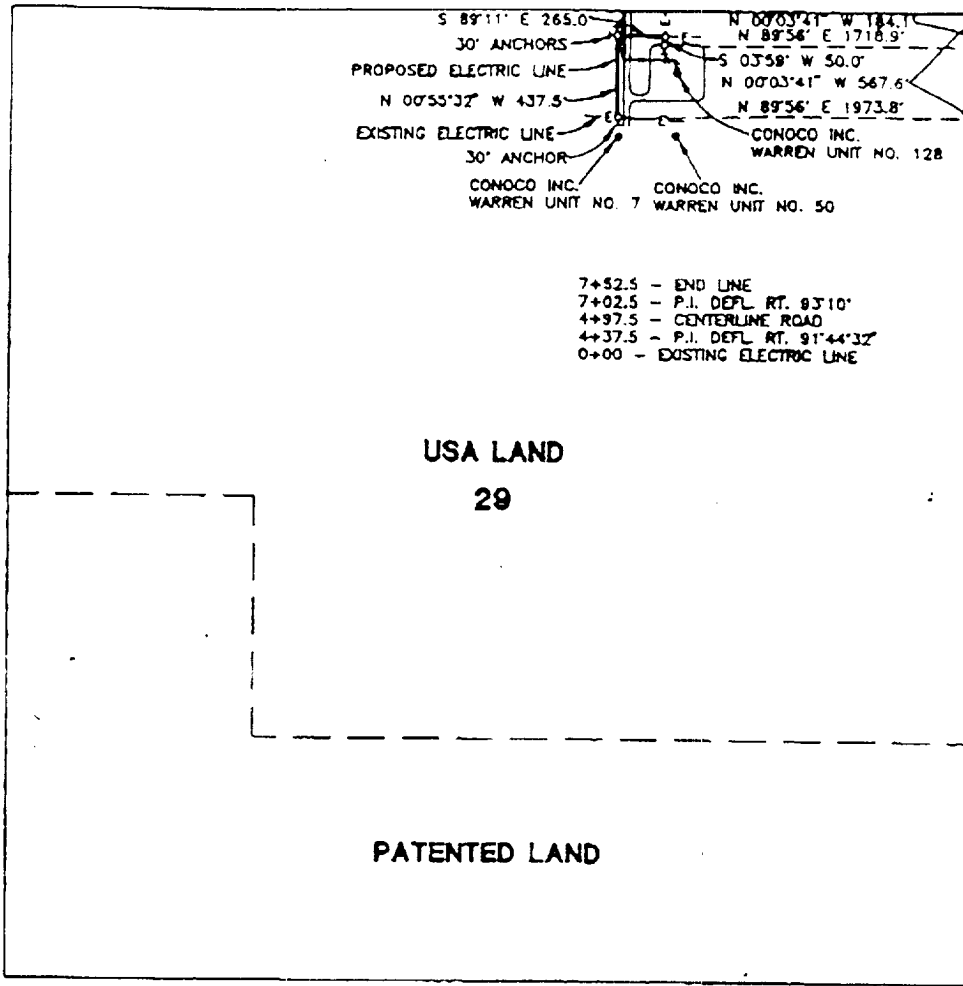 S 89°11' E 265.0'
N 00°03'41" W 184.1'
30' ANCHORS
N 89°56' E 1718.9'
PROPOSED ELECTRIC LINE
S 03°59' W 50.0'
N 00°03'41" W 567.6'
N 00°55'32" W 437.5'
N 89°56' E 1973.8'
EXISTING ELECTRIC LINE
E
E
E
CONOCO INC.
WARREN UNIT NO. 128
30' ANCHOR
CONOCO INC.
WARREN UNIT NO. 7
CONOCO INC.
WARREN UNIT NO. 50
7+52.5 - END LINE
7+02.5 - P.I. DEFL. RT. 93°10'
4+97.5 - CENTERLINE ROAD
4+37.5 - P.I. DEFL. RT. 91°44'32"
0+00 - EXISTING ELECTRIC LINE
USA LAND
29
PATENTED LAND